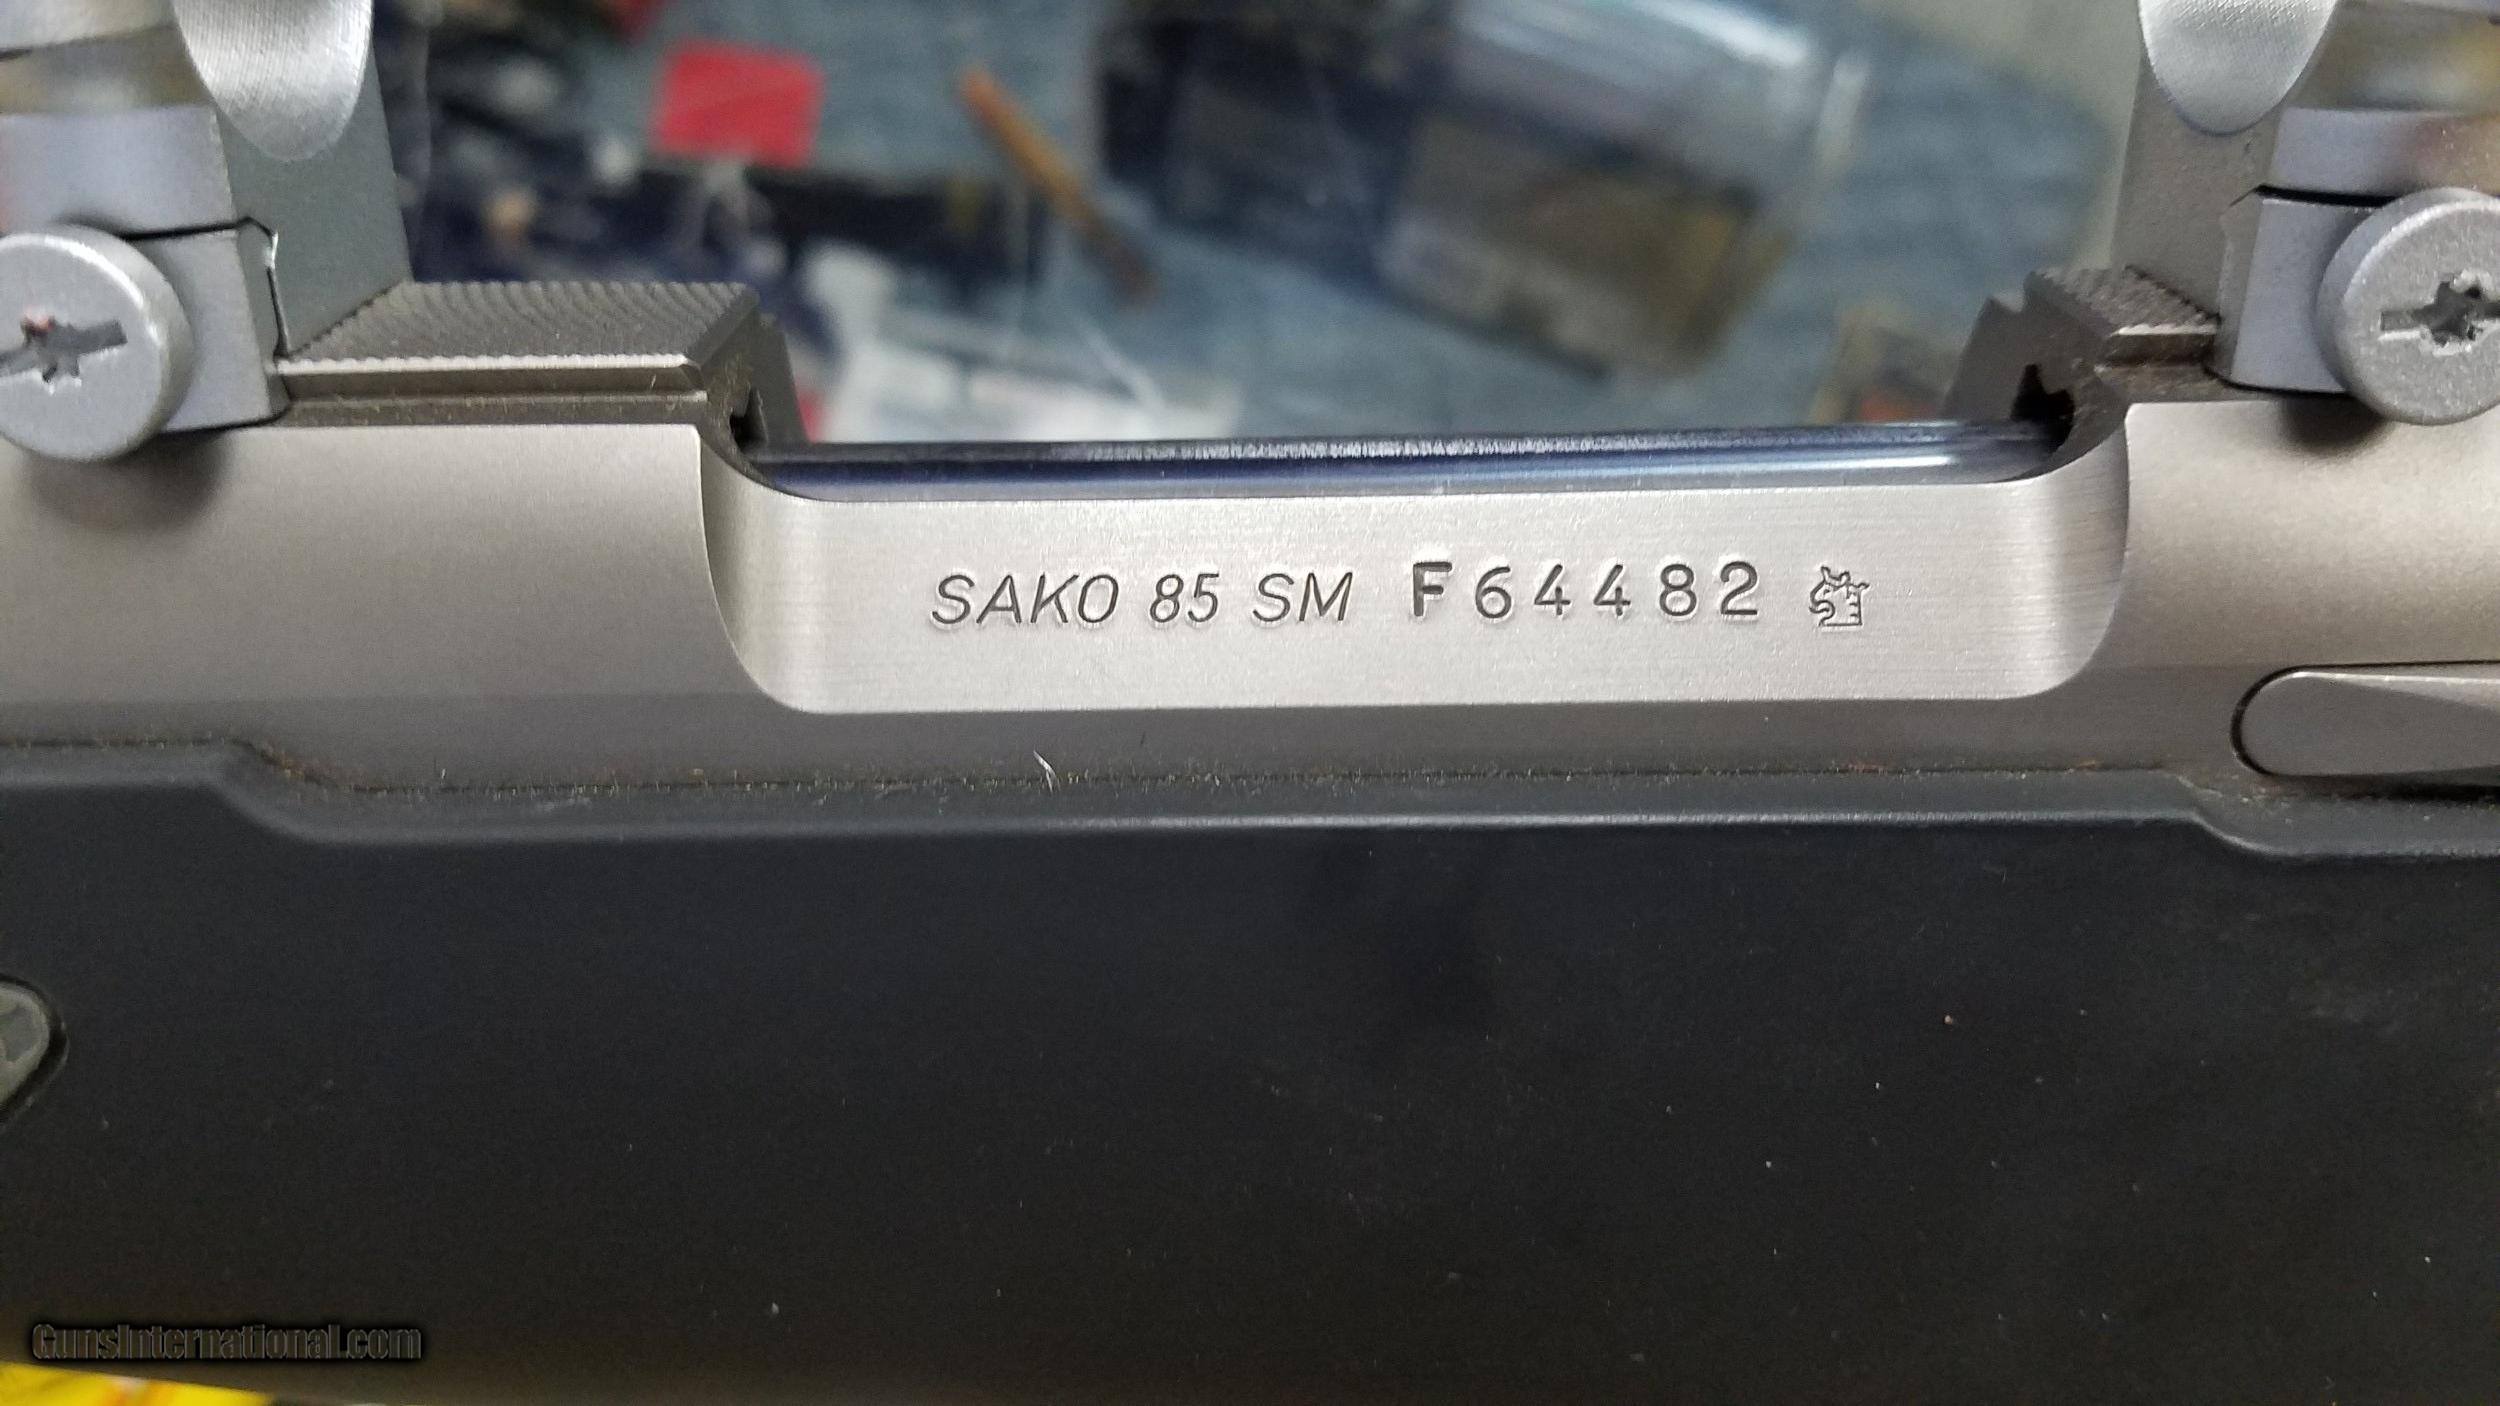 SAKO 85 SM F64482
GunsInternational.com